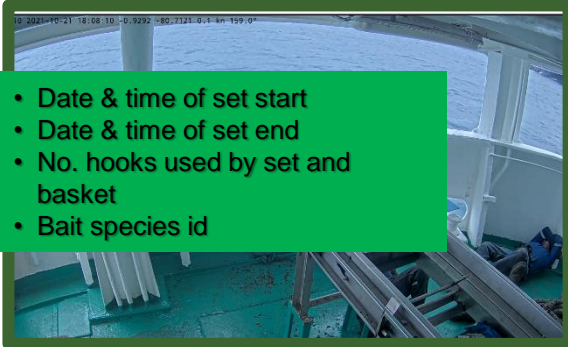 10 2021-10-21 18:08:10 -0.9292 -80.7121 0.1 kn 159.0°
• Date & time of set start
• Date & time of set end
• No. hooks used by set and
basket
• Bait species id